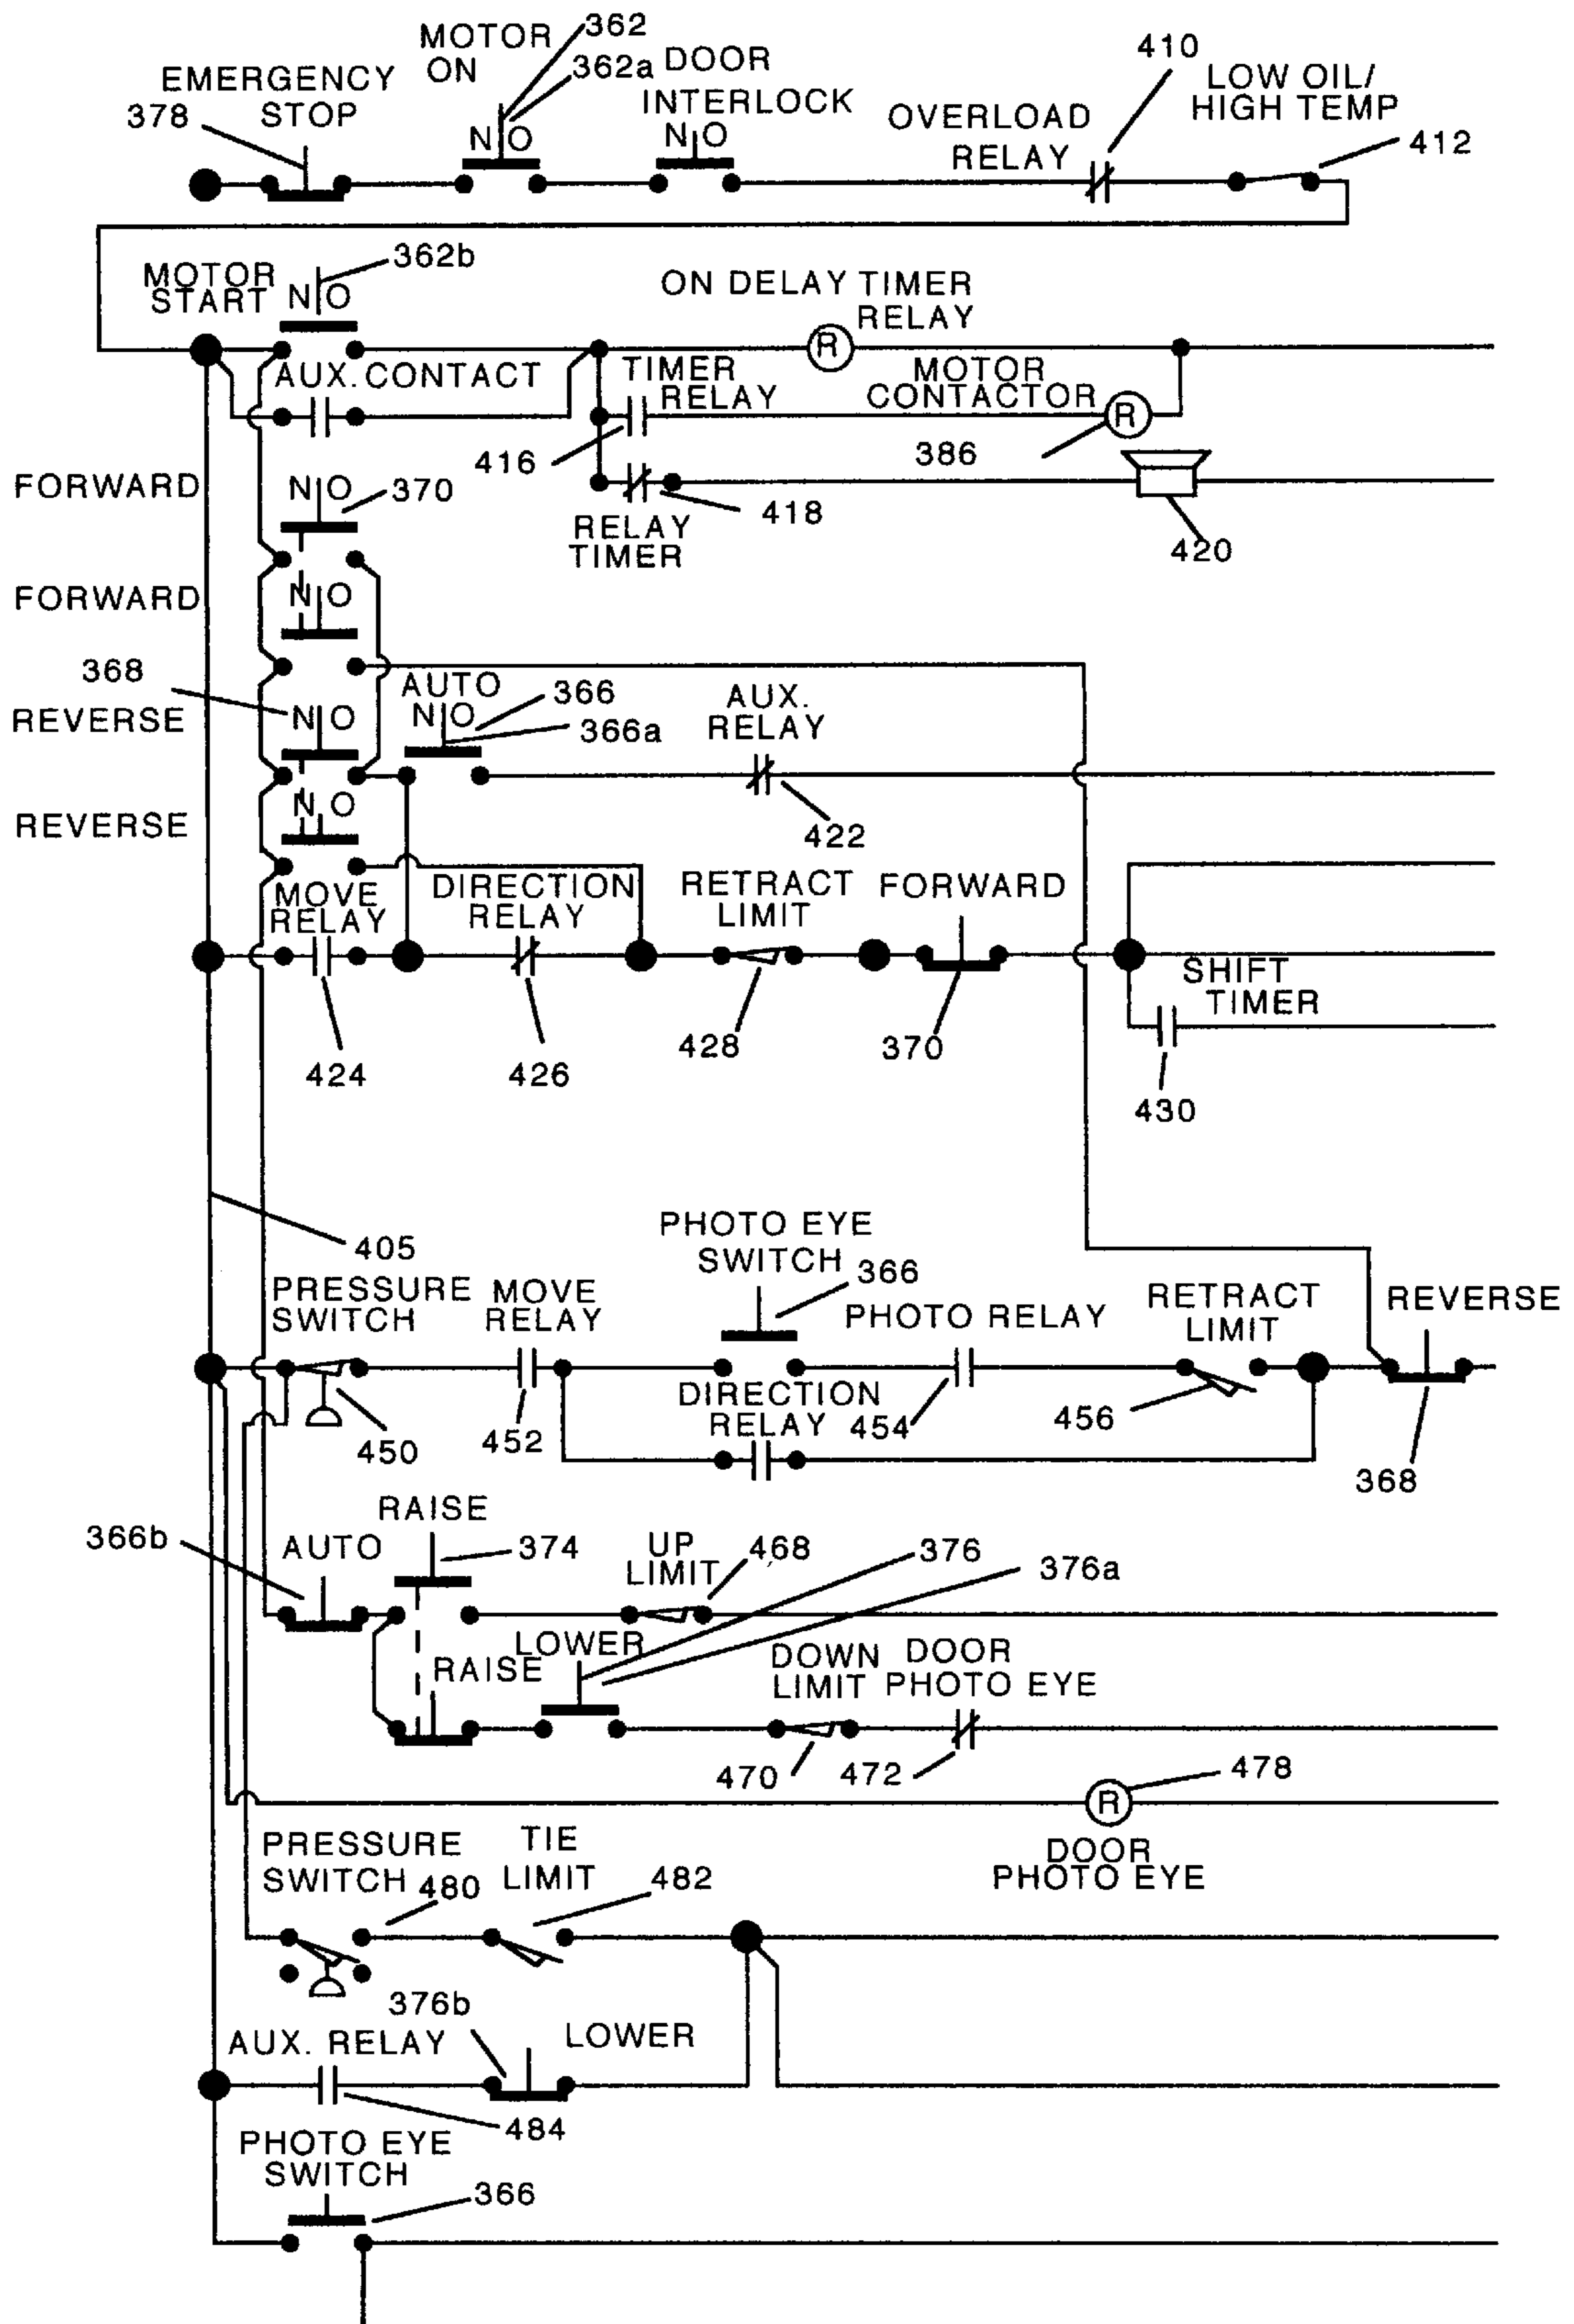 MOTOR ON
362
362a
DOOR INTERLOCK
410
LOW OIL/
HIGH TEMP
EMERGENCY
STOP
378
N O
N O
OVERLOAD
RELAY
412
MOTOR
START
362b
N O
ON DELAY TIMER
RELAY
R
AUX. CONTACT
TIMER
RELAY
MOTOR
CONTACTOR
R
416
386
FORWARD
N O
370
418
RELAY
TIMER
420
FORWARD
N O
368
REVERSE
N O
AUTO
N O
366
366a
AUX.
RELAY
422
REVERSE
N O
MOVE
RELAY
DIRECTION
RELAY
RETRACT
LIMIT
FORWARD
SHIFT
TIMER
424
426
428
370
430
405
PHOTO EYE
SWITCH
366
PRESSURE
SWITCH
MOVE
RELAY
PHOTO RELAY
RETRACT
LIMIT
REVERSE
DIRECTION
RELAY
450
452
454
456
368
RAISE
366b
AUTO
374
UP
LIMIT
468
376
376a
LOWER
RAISE
DOWN
LIMIT
DOOR
PHOTO EYE
470
472
478
R
DOOR
PHOTO EYE
PRESSURE
SWITCH
480
TIE
LIMIT
482
376b
AUX. RELAY
LOWER
484
PHOTO EYE
SWITCH
366